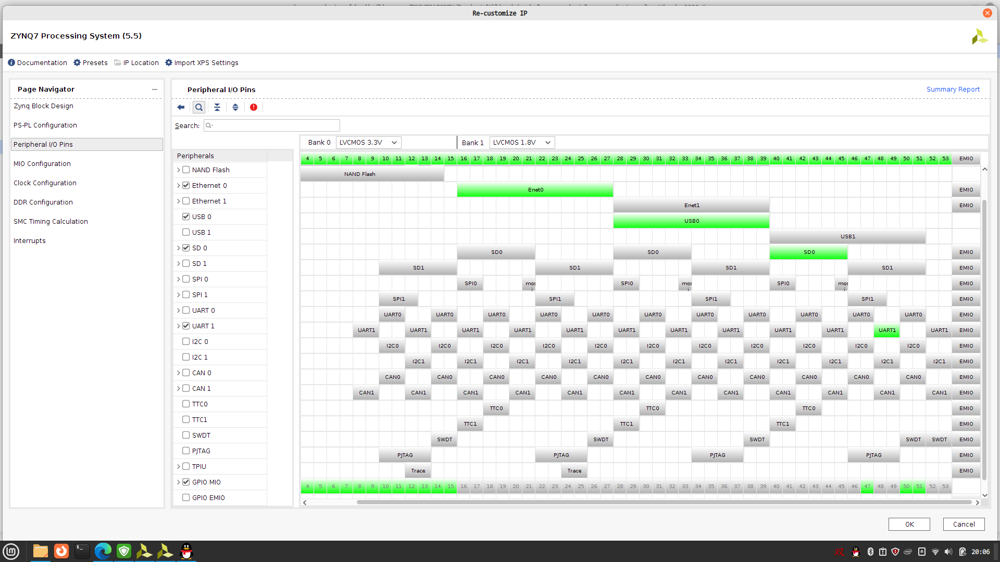 Re-customize IP
ZYNQ7 Processing System (5.5)
Documentation Presets IP Location Import XPS Settings
Page Navigator
Zynq Block Design
PS-PL Configuration
Peripheral I/O Pins
MIO Configuration
Clock Configuration
DDR Configuration
SMC Timing Calculation
Interrupts
Peripheral I/O Pins
Summary Report
Search:
Bank 0 LVCMOS 3.3V Bank 1 LVCMOS 1.8V
Peripherals 4 5 6 7 8 9 10 11 12 13 14 15 16 17 18 19 20 21 22 23 24 25 26 27 28 29 30 31 32 33 34 35 36 37 38 39 40 41 42 43 44 45 46 47 48 49 50 51 52 53 EMIO
NAND Flash NAND Flash
Ethernet 0 Enet0 EMIO
Ethernet 1 Enet1 EMIO
USB 0 USB0
USB 1 USB1
SD 0 SD0 SD0 SD0 EMIO
SD 1 SD1 SD1 SD1 SD1 EMIO
SPI 0 SPI0 mosi SPI0 mosi SPI0 mosi EMIO
SPI 1 SPI1 SPI1 SPI1 SPI1 EMIO
UART 0 UART0 UART0 UART0 UART0 UART0 UART0 UART0 UART0 UART0 UART0 UART0 EMIO
UART 1 UART1 UART1 UART1 UART1 UART1 UART1 UART1 UART1 UART1 UART1 UART1 UART1 EMIO
I2C 0 I2C0 I2C0 I2C0 I2C0 I2C0 I2C0 I2C0 I2C0 I2C0 I2C0 I2C0 EMIO
I2C 1 I2C1 I2C1 I2C1 I2C1 I2C1 I2C1 I2C1 I2C1 I2C1 I2C1 I2C1 EMIO
CAN 0 CAN0 CAN0 CAN0 CAN0 CAN0 CAN0 CAN0 CAN0 CAN0 CAN0 CAN0 EMIO
CAN 1 CAN1 CAN1 CAN1 CAN1 CAN1 CAN1 CAN1 CAN1 CAN1 CAN1 CAN1 CAN1 EMIO
TTC0 TTC0 TTC0 TTC0 EMIO
TTC1 TTC1 TTC1 TTC1 EMIO
SWDT SWDT SWDT SWDT SWDT SWDT EMIO
PJTAG PJTAG PJTAG PJTAG PJTAG EMIO
TPIU Trace Trace EMIO
GPIO MIO 4 5 6 7 8 9 10 11 12 13 14 15 16 17 18 19 20 21 22 23 24 25 26 27 28 29 30 31 32 33 34 35 36 37 38 39 40 41 42 43 44 45 46 47 48 49 50 51 52 53
GPIO EMIO
OK Cancel
20:06